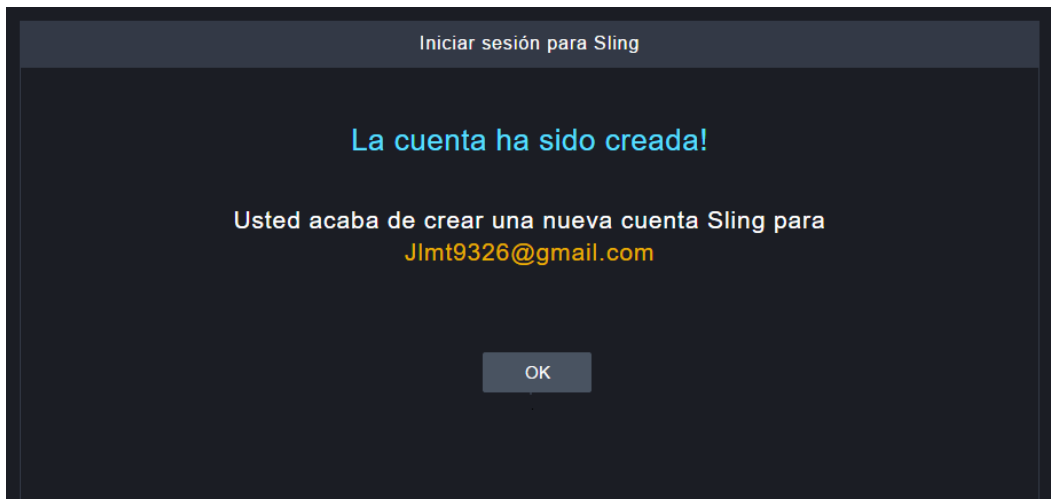 Iniciar sesión para Sling
La cuenta ha sido creada!
Usted acaba de crear una nueva cuenta Sling para
Jlmt9326@gmail.com
OK